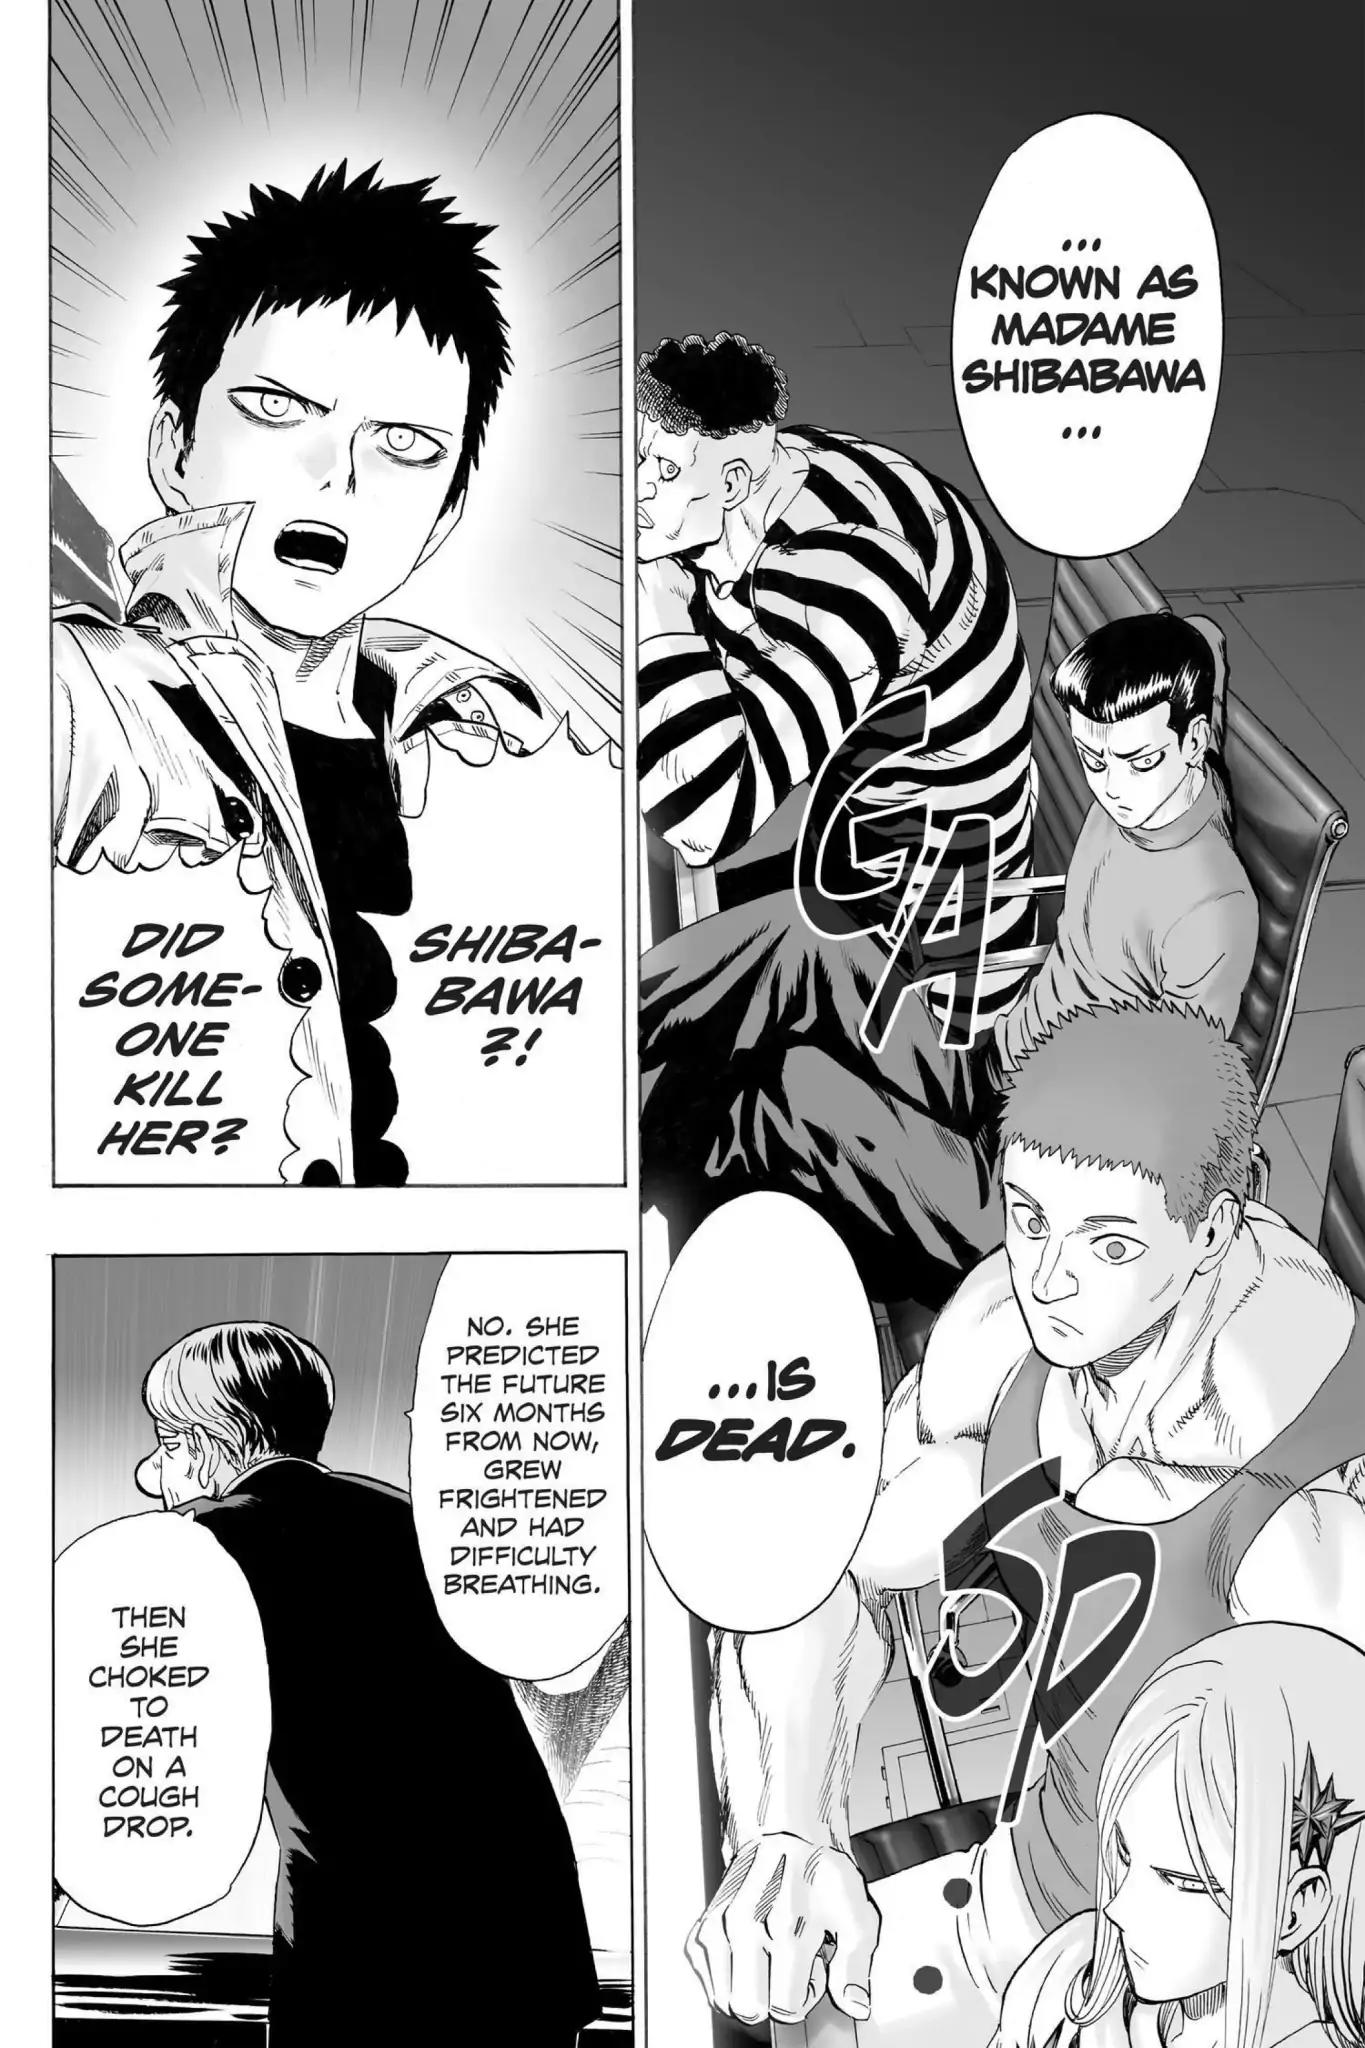 ...
KNOWN AS
MADAME
SHIBABAWA
...
GA
...IS
DEAD.
SHIBA-
BAWA
?!
DID
SOME-
ONE
KILL
HER?
NO. SHE
PREDICTED
THE FUTURE
SIX MONTHS
FROM NOW,
GREW
FRIGHTENED
AND HAD
DIFFICULTY
BREATHING.
THEN
SHE
CHOKED
TO
DEATH
ON A
COUGH
DROP.